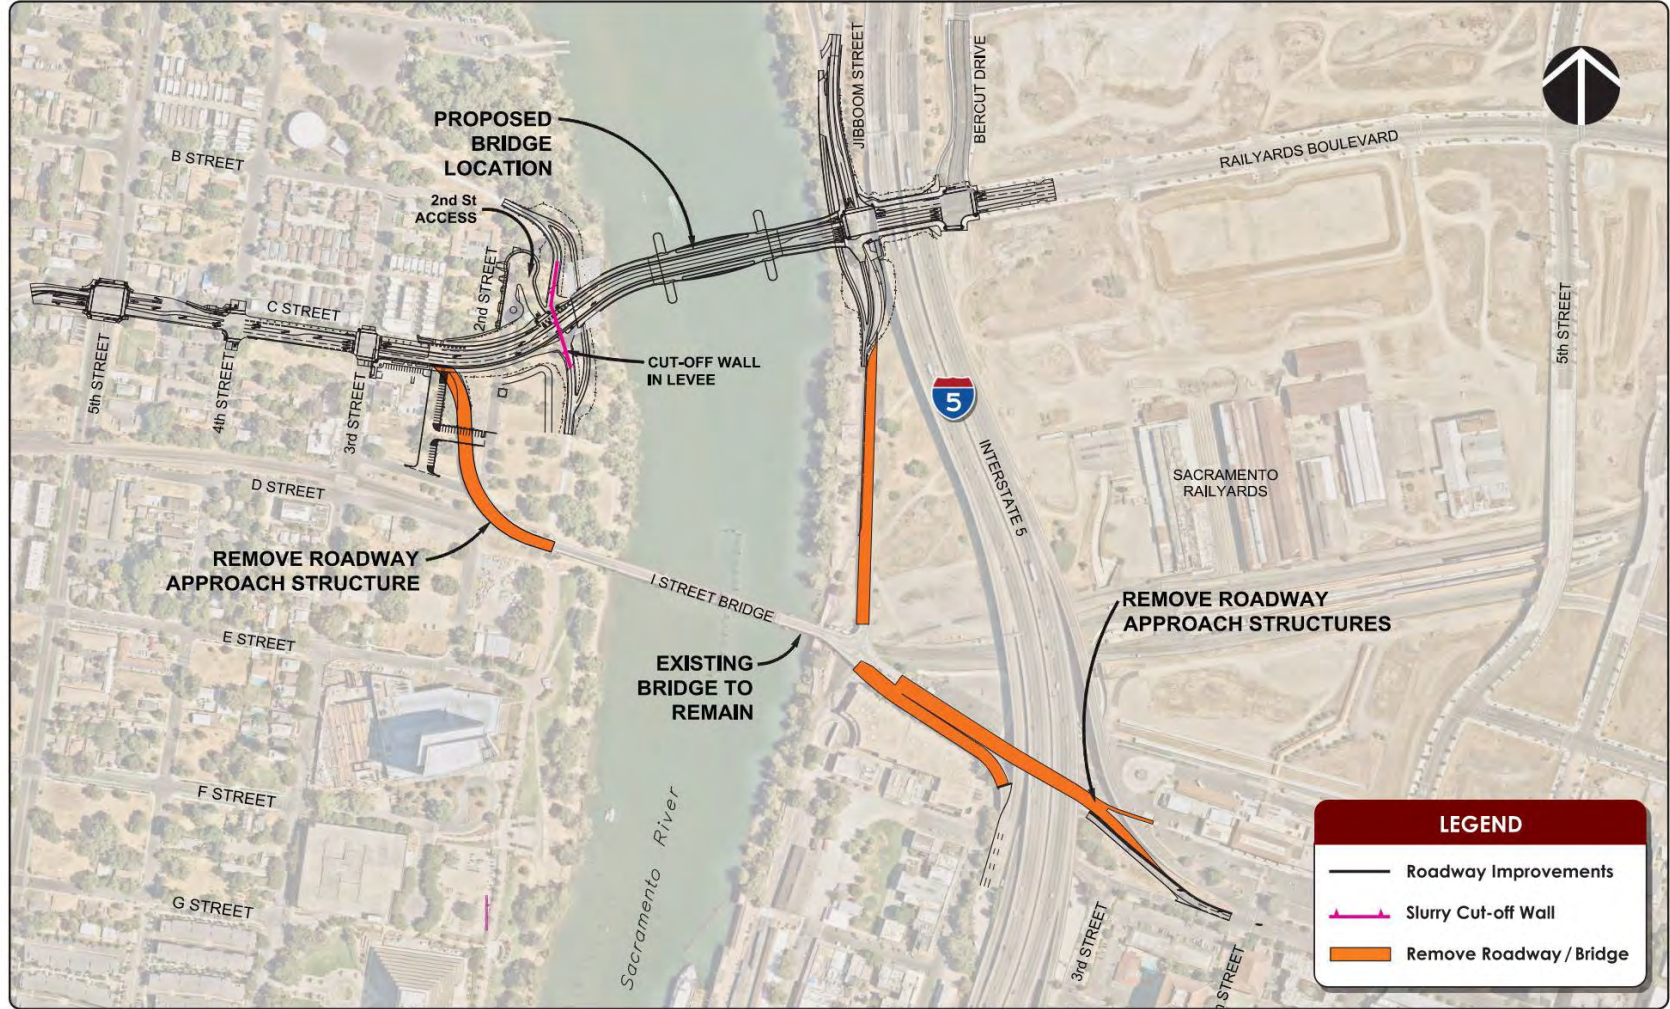 JIBBOOM STREET
BERCUT DRIVE
PROPOSED
BRIDGE
LOCATION
RAILYARDS BOULEVARD
B STREET
2nd St
ACCESS
2nd STREET
C STREET
5th STREET
4th STREET
3rd STREET
CUT-OFF WALL
IN LEVEE
5th STREET
5
INTERSTATE 5
SACRAMENTO
RAILYARDS
D STREET
REMOVE ROADWAY
APPROACH STRUCTURE
I STREET BRIDGE
REMOVE ROADWAY
APPROACH STRUCTURES
E STREET
EXISTING
BRIDGE TO
REMAIN
F STREET
G STREET
Sacramento River
3rd STREET
STREET
LEGEND
Roadway Improvements
Slurry Cut-off Wall
Remove Roadway / Bridge